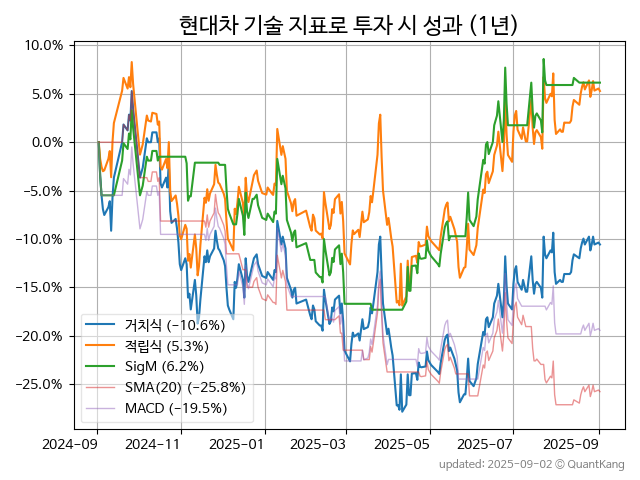 현대차 기술 지표로 투자 시 성과 (1년)
10.0%
5.0%
0.0%
−5.0%
−10.0%
−15.0%
−20.0%
−25.0%
거치식 (−10.6%)
적립식 (5.3%)
SigM (6.2%)
SMA(20) (−25.8%)
MACD (−19.5%)
2024-09 2024-11 2025-01 2025-03 2025-05 2025-07 2025-09
updated: 2025-09-02 © QuantKang